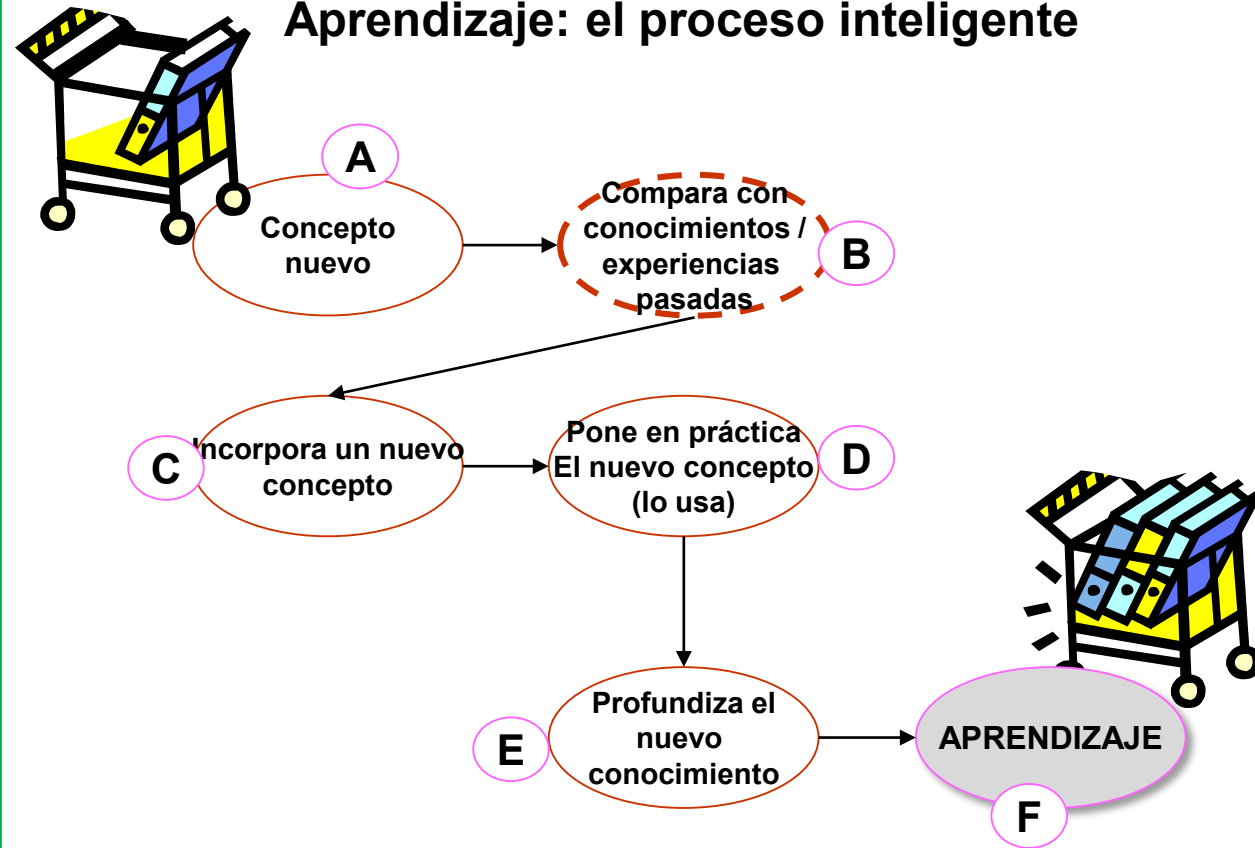 Aprendizaje: el proceso inteligente
A
Concepto
nuevo
Compara con
conocimientos /
experiencias
pasadas
B
C
Incorpora un nuevo
concepto
Pone en práctica
El nuevo concepto
(lo usa)
D
E
Profundiza el
nuevo
conocimiento
APRENDIZAJE
F